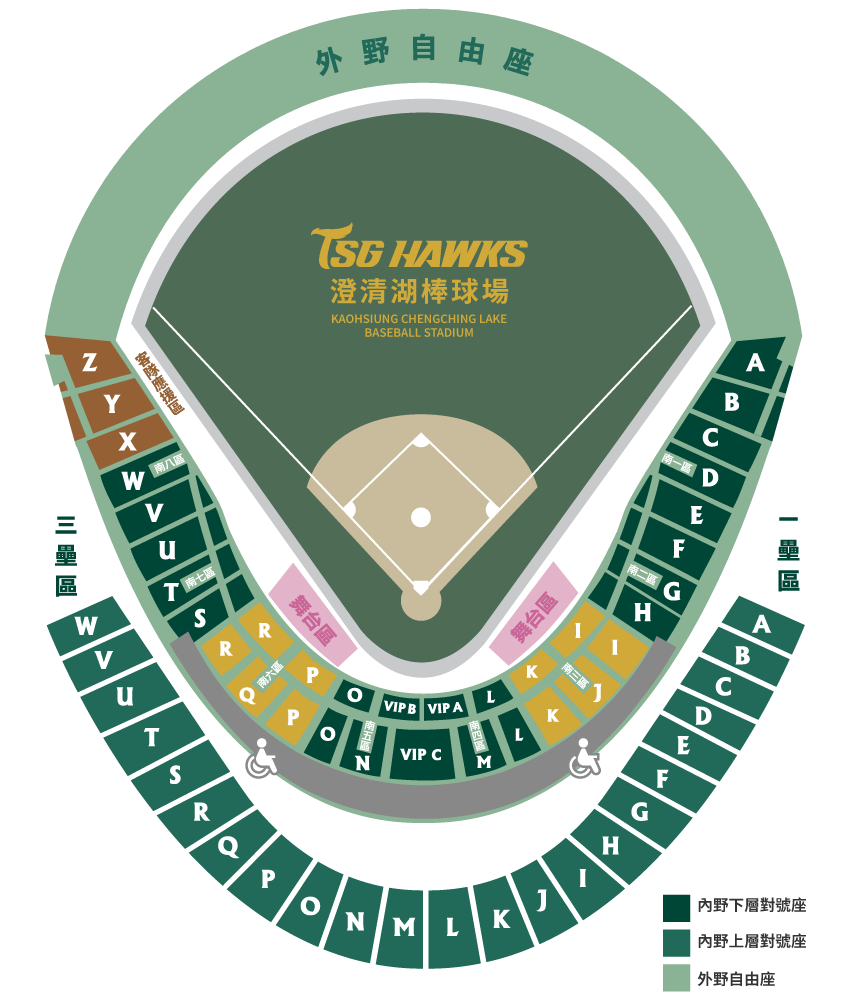 外野自由座
TSG HAWKS
澄清湖棒球場
KAOHSIUNG CHENGCHING LAKE
BASEBALL STADIUM
Z
Y
X
客隊應援區
W
南八區
V
U
T
南七區
S
A
B
C
南一區
D
E
F
南二區
G
H
三壘區
一壘區
舞台區
舞台區
R
R
P
南六區
Q
P
I
I
K
南三區
J
K
O
VIP B
VIP A
L
O
南五區
N
VIP C
南四區
M
L
W
V
U
T
S
R
Q
P
O
N
M
L
K
J
I
H
G
F
E
D
C
B
A
內野下層對號座
內野上層對號座
外野自由座